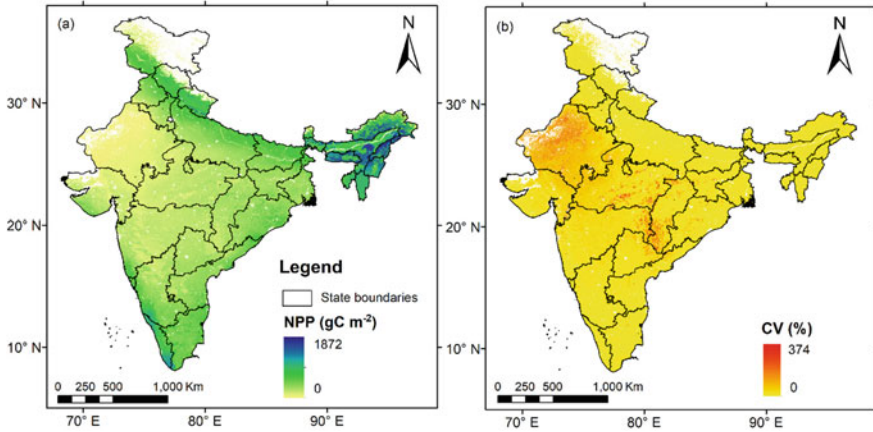 (a)
N
30° N
20° N
10° N
Legend
State boundaries
NPP (gC m⁻²)
1872
0
0 250 500 1,000 Km
70° E 80° E 90° E
(b)
N
30° N
20° N
10° N
CV (%)
374
0
0 250 500 1,000 Km
70° E 80° E 90° E